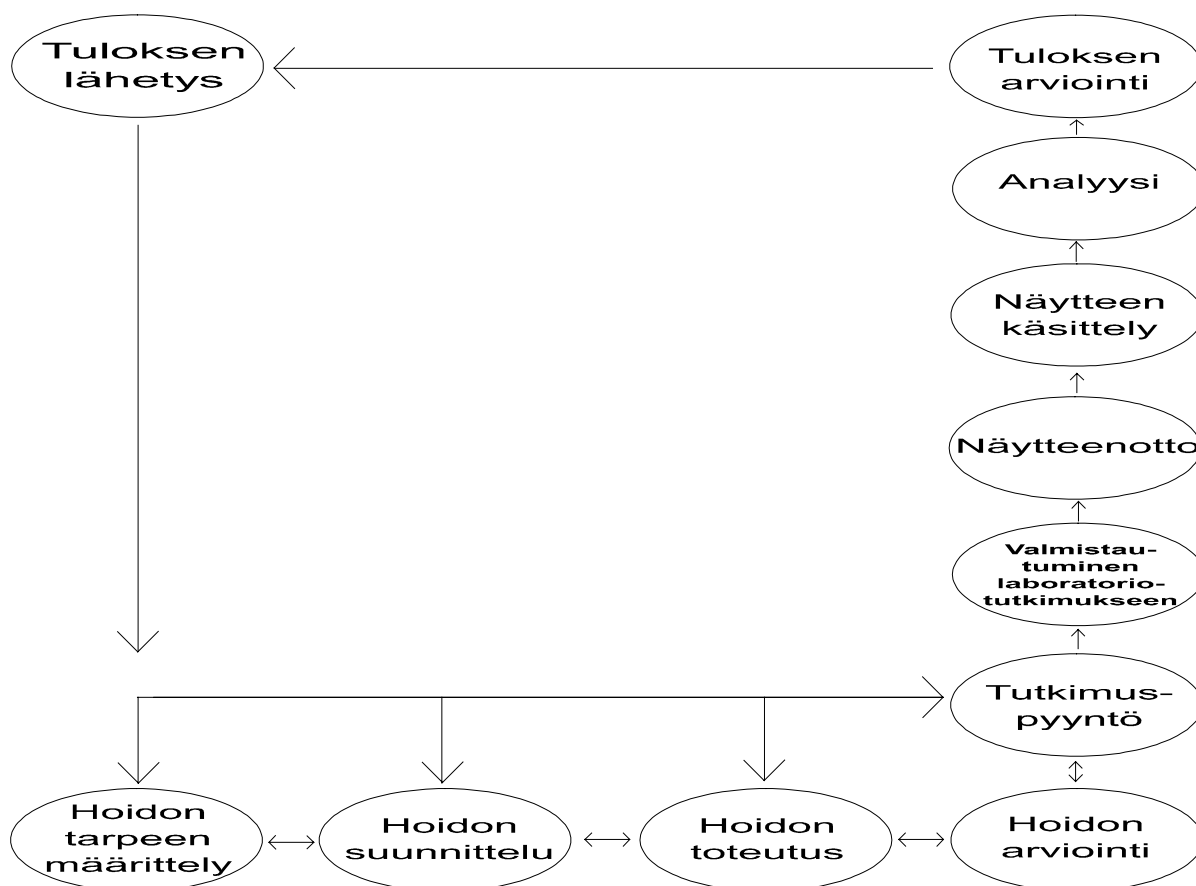 Tuloksen
lähetys
Tuloksen
arviointi
Analyysi
Näytteen
käsittely
Näytteenotto
Valmistau-
tuminen
laboratorio-
tutkimukseen
Tutkimus-
pyyntö
Hoidon
tarpeen
määrittely
Hoidon
suunnittelu
Hoidon
toteutus
Hoidon
arviointi